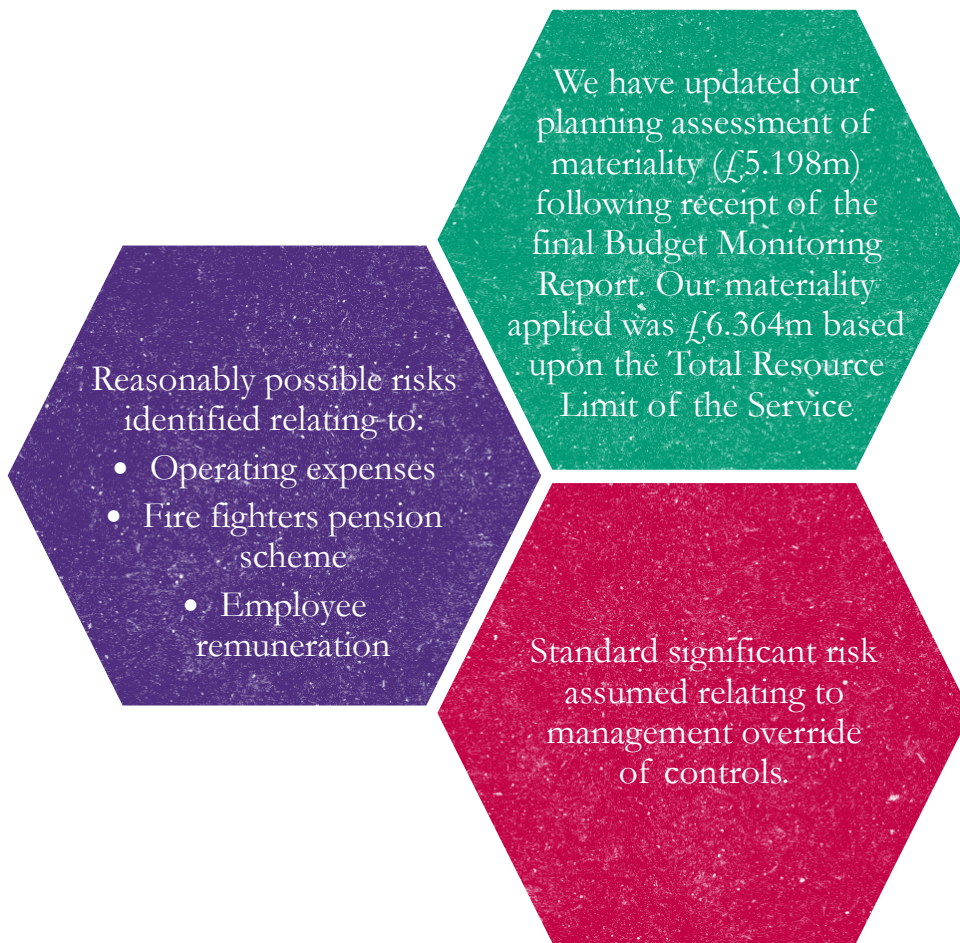 We have updated our
planning assessment of
materiality (£5.198m)
following receipt of the
final Budget Monitoring
Report. Our materiality
applied was £6.364m based
upon the Total Resource
Limit of the Service
Reasonably possible risks
identified relating to:
• Operating expenses
• Fire fighters pension
scheme
• Employee
remuneration
Standard significant risk
assumed relating to
management override
of controls.